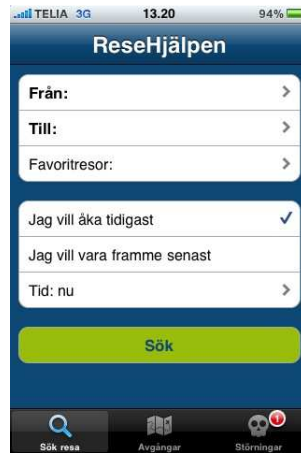 TELIA 3G 13.20 94%
ReseHjälpen
Från:
Till:
Favoritresor:
Jag vill åka tidigast
Jag vill vara framme senast
Tid: nu
Sök
1
Sök resa Avgångar Störningar